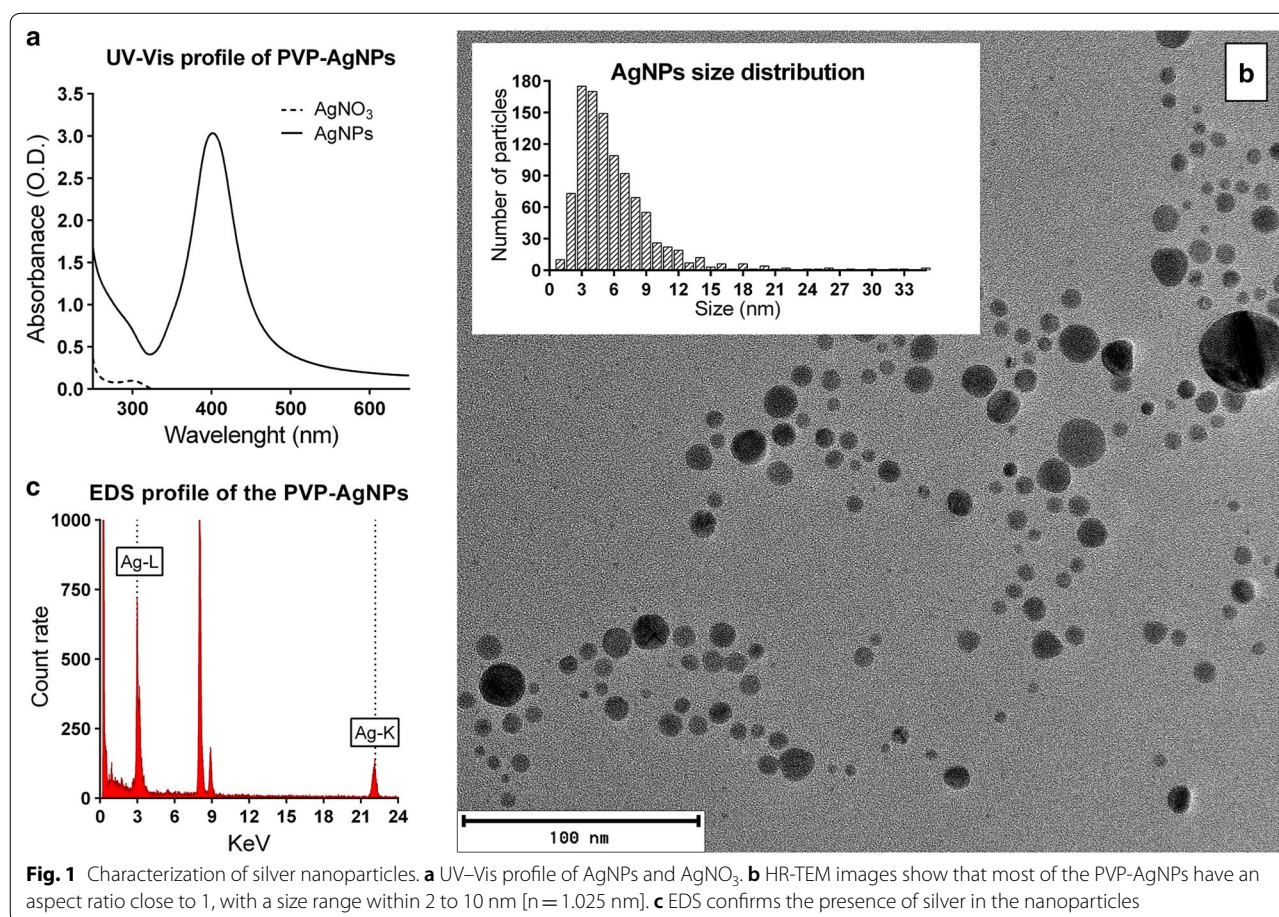 a
UV-Vis profile of PVP-AgNPs
3.5
3.0
2.5
2.0
1.5
1.0
0.5
0.0
Absorbanace (O.D.)
AgNO₃
AgNPs
300 400 500 600
Wavelenght (nm)
b
AgNPs size distribution
180
150
120
90
60
30
0
Number of particles
0 3 6 9 12 15 18 21 24 27 30 33
Size (nm)
100 nm
c
EDS profile of the PVP-AgNPs
1000
750
500
250
0
Count rate
Ag-L
Ag-K
0 3 6 9 12 15 18 21 24
KeV
Fig. 1 Characterization of silver nanoparticles. a UV–Vis profile of AgNPs and AgNO₃. b HR-TEM images show that most of the PVP-AgNPs have an
aspect ratio close to 1, with a size range within 2 to 10 nm [n = 1.025 nm]. c EDS confirms the presence of silver in the nanoparticles